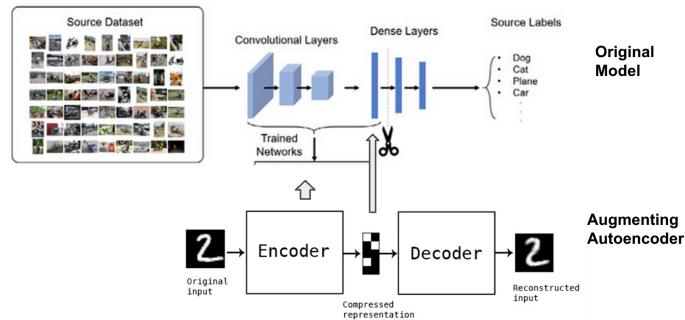 Source Dataset
Convolutional Layers
Dense Layers
Source Labels
• Dog
• Cat
• Plane
• Car
Original
Model
Trained
Networks
Encoder
Decoder
Augmenting
Autoencoder
Original
input
Compressed
representation
Reconstructed
input